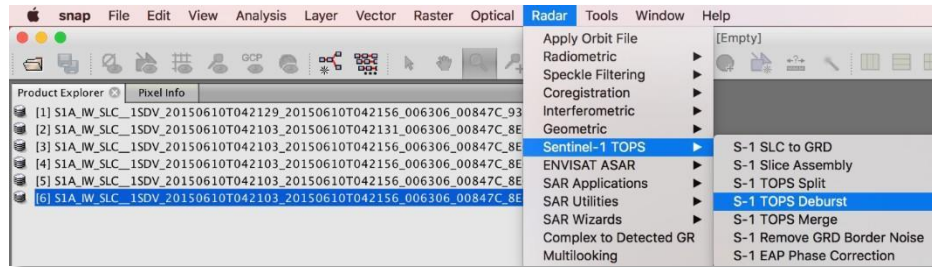 snap File Edit View Analysis Layer Vector Raster Optical Radar Tools Window Help
[Empty]
GCP
Product Explorer Pixel Info
[1] S1A_IW_SLC__1SDV_20150610T042129_20150610T042156_006306_00847C_93
[2] S1A_IW_SLC__1SDV_20150610T042103_20150610T042131_006306_00847C_8E
[3] S1A_IW_SLC__1SDV_20150610T042103_20150610T042156_006306_00847C_8E
[4] S1A_IW_SLC__1SDV_20150610T042103_20150610T042156_006306_00847C_8E
[5] S1A_IW_SLC__1SDV_20150610T042103_20150610T042156_006306_00847C_8E
[6] S1A_IW_SLC__1SDV_20150610T042103_20150610T042156_006306_00847C_8E
Apply Orbit File
Radiometric
Speckle Filtering
Coregistration
Interferometric
Geometric
Sentinel-1 TOPS
ENVISAT ASAR
SAR Applications
SAR Utilities
SAR Wizards
Complex to Detected GR
Multilooking
S-1 SLC to GRD
S-1 Slice Assembly
S-1 TOPS Split
S-1 TOPS Deburst
S-1 TOPS Merge
S-1 Remove GRD Border Noise
S-1 EAP Phase Correction